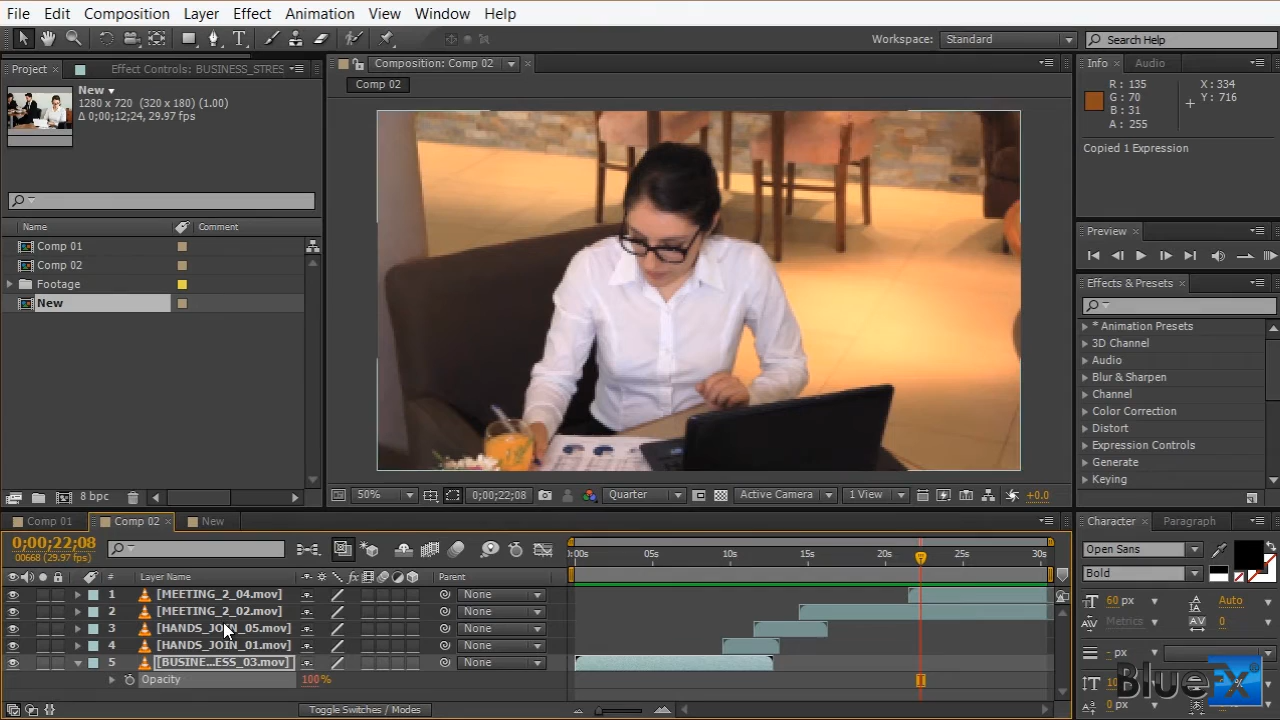 File Edit Composition Layer Effect Animation View Window Help
Workspace: Standard Search Help
Project × Effect Controls: BUSINESS_STRES
New
1280 x 720 (320 x 180) (1.00)
Δ 0;00;12;24, 29.97 fps
Name Comment
Comp 01
Comp 02
Footage
New
8 bpc
Composition: Comp 02
Comp 02
50% 0;00;22;08 Quarter Active Camera 1 View +0.0
Info × Audio
R : 135 X : 334
G : 70 Y : 716
B : 31
A : 255
Copied 1 Expression
Preview ×
Effects & Presets ×
* Animation Presets
3D Channel
Audio
Blur & Sharpen
Channel
Color Correction
Distort
Expression Controls
Generate
Keying
Comp 01 Comp 02 × New
0;00;22;08
00668 (29.97 fps)
:00s 05s 10s 15s 20s 25s 30s
# Layer Name Parent
1 [MEETING_2_04.mov] None
2 [MEETING_2_02.mov] None
3 [HANDS_JOIN_05.mov] None
4 [HANDS_JOIN_01.mov] None
5 [BUSINE...ESS_03.mov] None
Opacity 100%
Toggle Switches / Modes
Character × Paragraph
Open Sans
Bold
60 px Auto
Metrics 0
- px
BlueFx